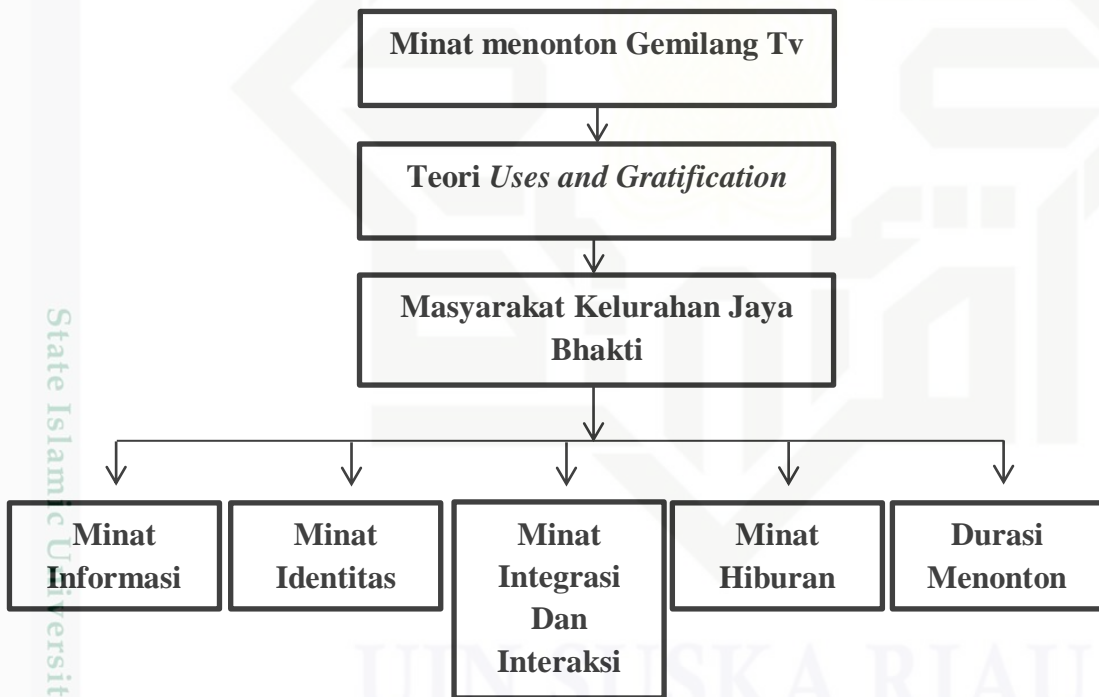 Minat menonton Gemilang Tv
Teori Uses and Gratification
Masyarakat Kelurahan Jaya
Bhakti
Minat
Informasi
Minat
Identitas
Minat
Integrasi
Dan
Interaksi
Minat
Hiburan
Durasi
Menonton
State Islamic Universit
UIN SUSKA RIAU